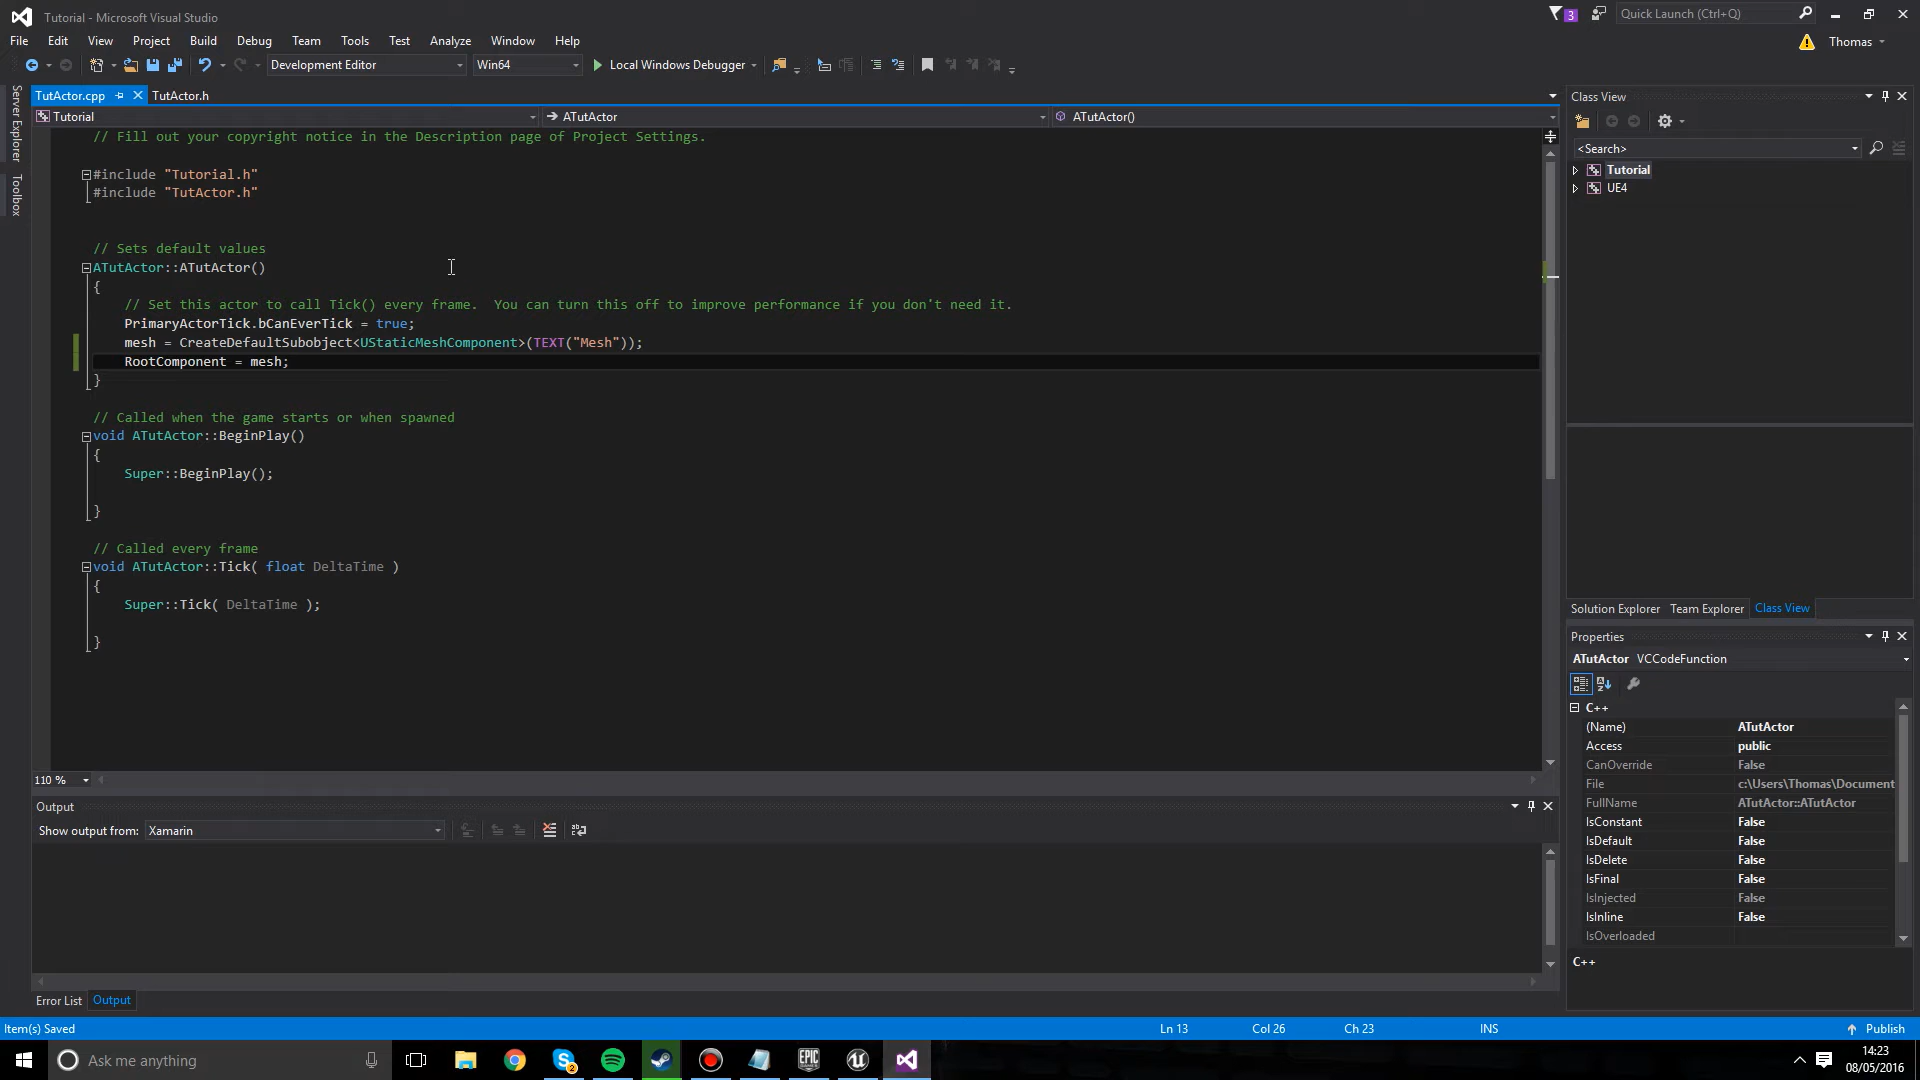 Tutorial - Microsoft Visual Studio
3
Quick Launch (Ctrl+Q)
File Edit View Project Build Debug Team Tools Test Analyze Window Help
Thomas
Development Editor
Win64
Local Windows Debugger
TutActor.cpp
TutActor.h
Tutorial
ATutActor
ATutActor()
Server Explorer
Toolbox
// Fill out your copyright notice in the Description page of Project Settings.
#include "Tutorial.h"
#include "TutActor.h"
// Sets default values
ATutActor::ATutActor()
{
// Set this actor to call Tick() every frame.  You can turn this off to improve performance if you don't need it.
PrimaryActorTick.bCanEverTick = true;
mesh = CreateDefaultSubobject<UStaticMeshComponent>(TEXT("Mesh"));
RootComponent = mesh;
}
// Called when the game starts or when spawned
void ATutActor::BeginPlay()
{
Super::BeginPlay();
}
// Called every frame
void ATutActor::Tick( float DeltaTime )
{
Super::Tick( DeltaTime );
}
110 %
Class View
<Search>
Tutorial
UE4
Solution Explorer Team Explorer Class View
Properties
ATutActor VCCodeFunction
C++
(Name) ATutActor
Access public
CanOverride False
File c:\Users\Thomas\Document
FullName ATutActor::ATutActor
IsConstant False
IsDefault False
IsDelete False
IsFinal False
IsInjected False
IsInline False
IsOverloaded
C++
Output
Show output from: Xamarin
Error List Output
Item(s) Saved
Ln 13 Col 26 Ch 23 INS
Publish
Ask me anything
2
EPIC
14:23
08/05/2016